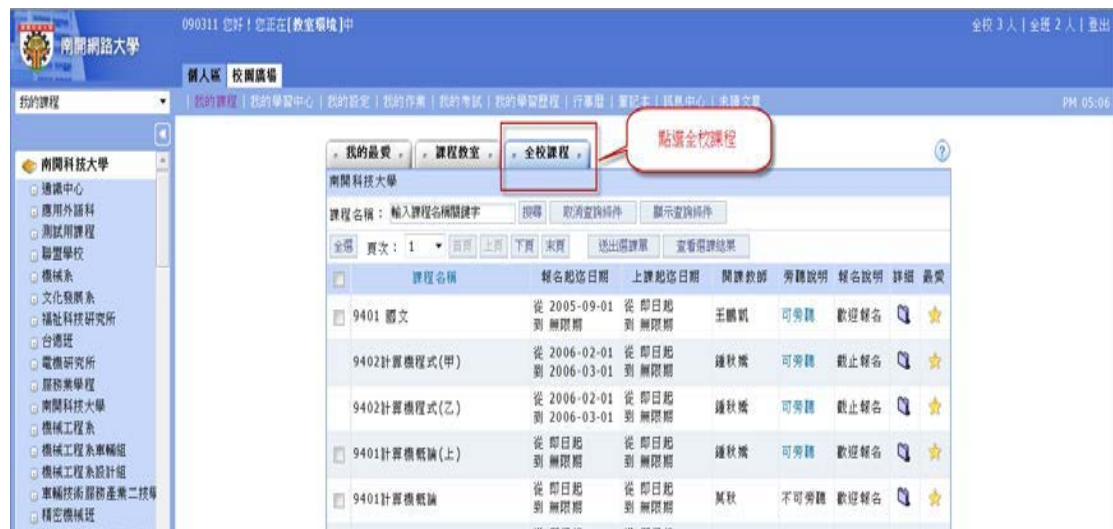 090311 您好！您正在[教室環境]中
全校 3 人 | 全班 2 人 | 登出
南開網路大學
個人區 校園廣場
我的課程
| 我的課程 | 我的學習中心 | 我的設定 | 我的作業 | 我的考試 | 我的學習歷程 | 行事曆 | 筆記本 | 訊息中心 |
PM 05:06
點選全校課程
我的最愛 課程教室 全校課程
南開科技大學
通識中心
應用外語科
測試用課程
聯盟學校
機械系
文化發展系
福祉科技研究所
台德班
電機研究所
服務業學程
南開科技大學
機械工程系
機械工程系車輛組
機械工程系設計組
車輛技術服務產業二技
精密機械班
南開科技大學
課程名稱： 輸入課程名稱關鍵字 搜尋 取消查詢條件 顯示查詢條件
全選 頁次： 1 首頁 上頁 下頁 末頁 送出選課單 查看選課結果
課程名稱 報名起迄日期 上課起迄日期 開課教師 旁聽說明 報名說明 詳細 最愛
9401 國文 從 2005-09-01 到 無限期 從 即日起 到 無限期 王鵬凱 可旁聽 歡迎報名
9402計算機程式(甲) 從 2006-02-01 到 2006-03-01 從 即日起 到 無限期 鍾秋嬌 可旁聽 截止報名
9402計算機程式(乙) 從 2006-02-01 到 2006-03-01 從 即日起 到 無限期 鍾秋嬌 可旁聽 截止報名
9401計算機概論(上) 從 即日起 到 無限期 從 即日起 到 無限期 鍾秋嬌 可旁聽 歡迎報名
9401計算機概論 從 即日起 到 無限期 從 即日起 到 無限期 莫秋 不可旁聽 歡迎報名